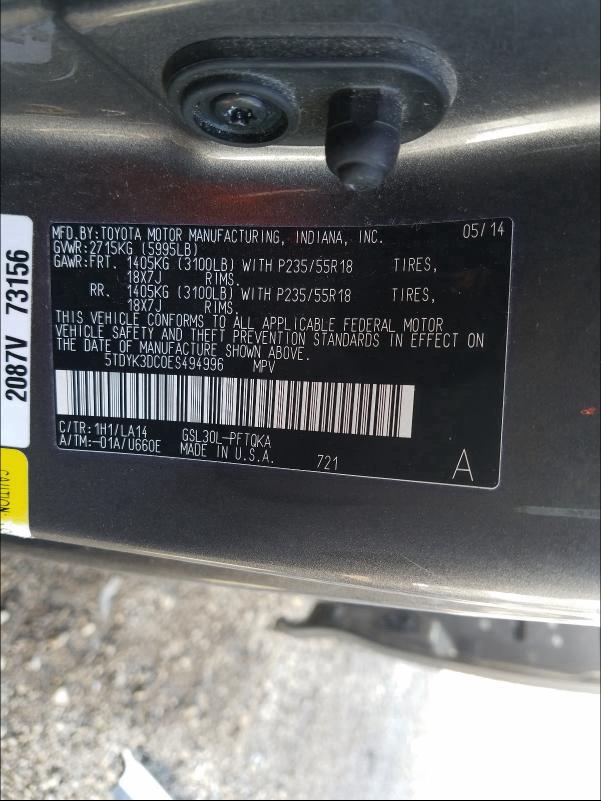 MFD.BY:TOYOTA MOTOR MANUFACTURING, INDIANA, INC. 05/14
GVWR:2715KG (5995LB)
GAWR:FRT. 1405KG (3100LB) WITH P235/55R18 TIRES,
18X7J RIMS.
RR. 1405KG (3100LB) WITH P235/55R18 TIRES,
18X7J RIMS.
THIS VEHICLE CONFORMS TO ALL APPLICABLE FEDERAL MOTOR
VEHICLE SAFETY AND THEFT PREVENTION STANDARDS IN EFFECT ON
THE DATE OF MANUFACTURE SHOWN ABOVE.
5TDYK3DC0ES494996 MPV
C/TR:1H1/LA14 GSL30L-PFTQKA
A/TM:-01A/U660E MADE IN U.S.A. 721 A
2087V 73156
CAUTION